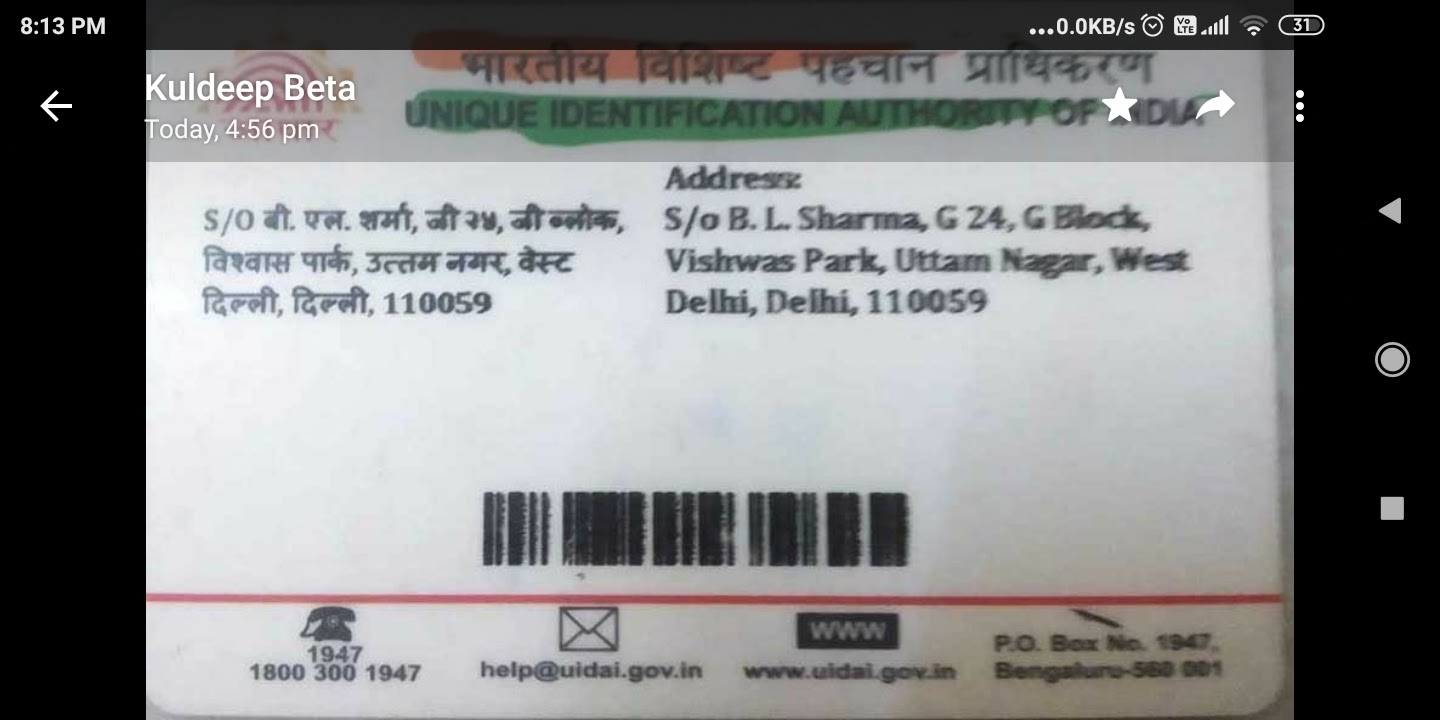 8:13 PM
...0.0KB/s
Vo LTE
31
Kuldeep Beta
Today, 4:56 pm
भारतीय विशिष्ट पहचान प्राधिकरण
UNIQUE IDENTIFICATION AUTHORITY OF INDIA
Address:
S/O बी. एल. शर्मा, जी २४, जी ब्लोक,
विश्वास पार्क, उत्तम नगर, वेस्ट
दिल्ली, दिल्ली, 110059
S/o B. L. Sharma, G 24, G Block,
Vishwas Park, Uttam Nagar, West
Delhi, Delhi, 110059
1947
1800 300 1947
help@uidai.gov.in
WWW
www.uidai.gov.in
P.O. Box No. 1947,
Bengaluru-560 001